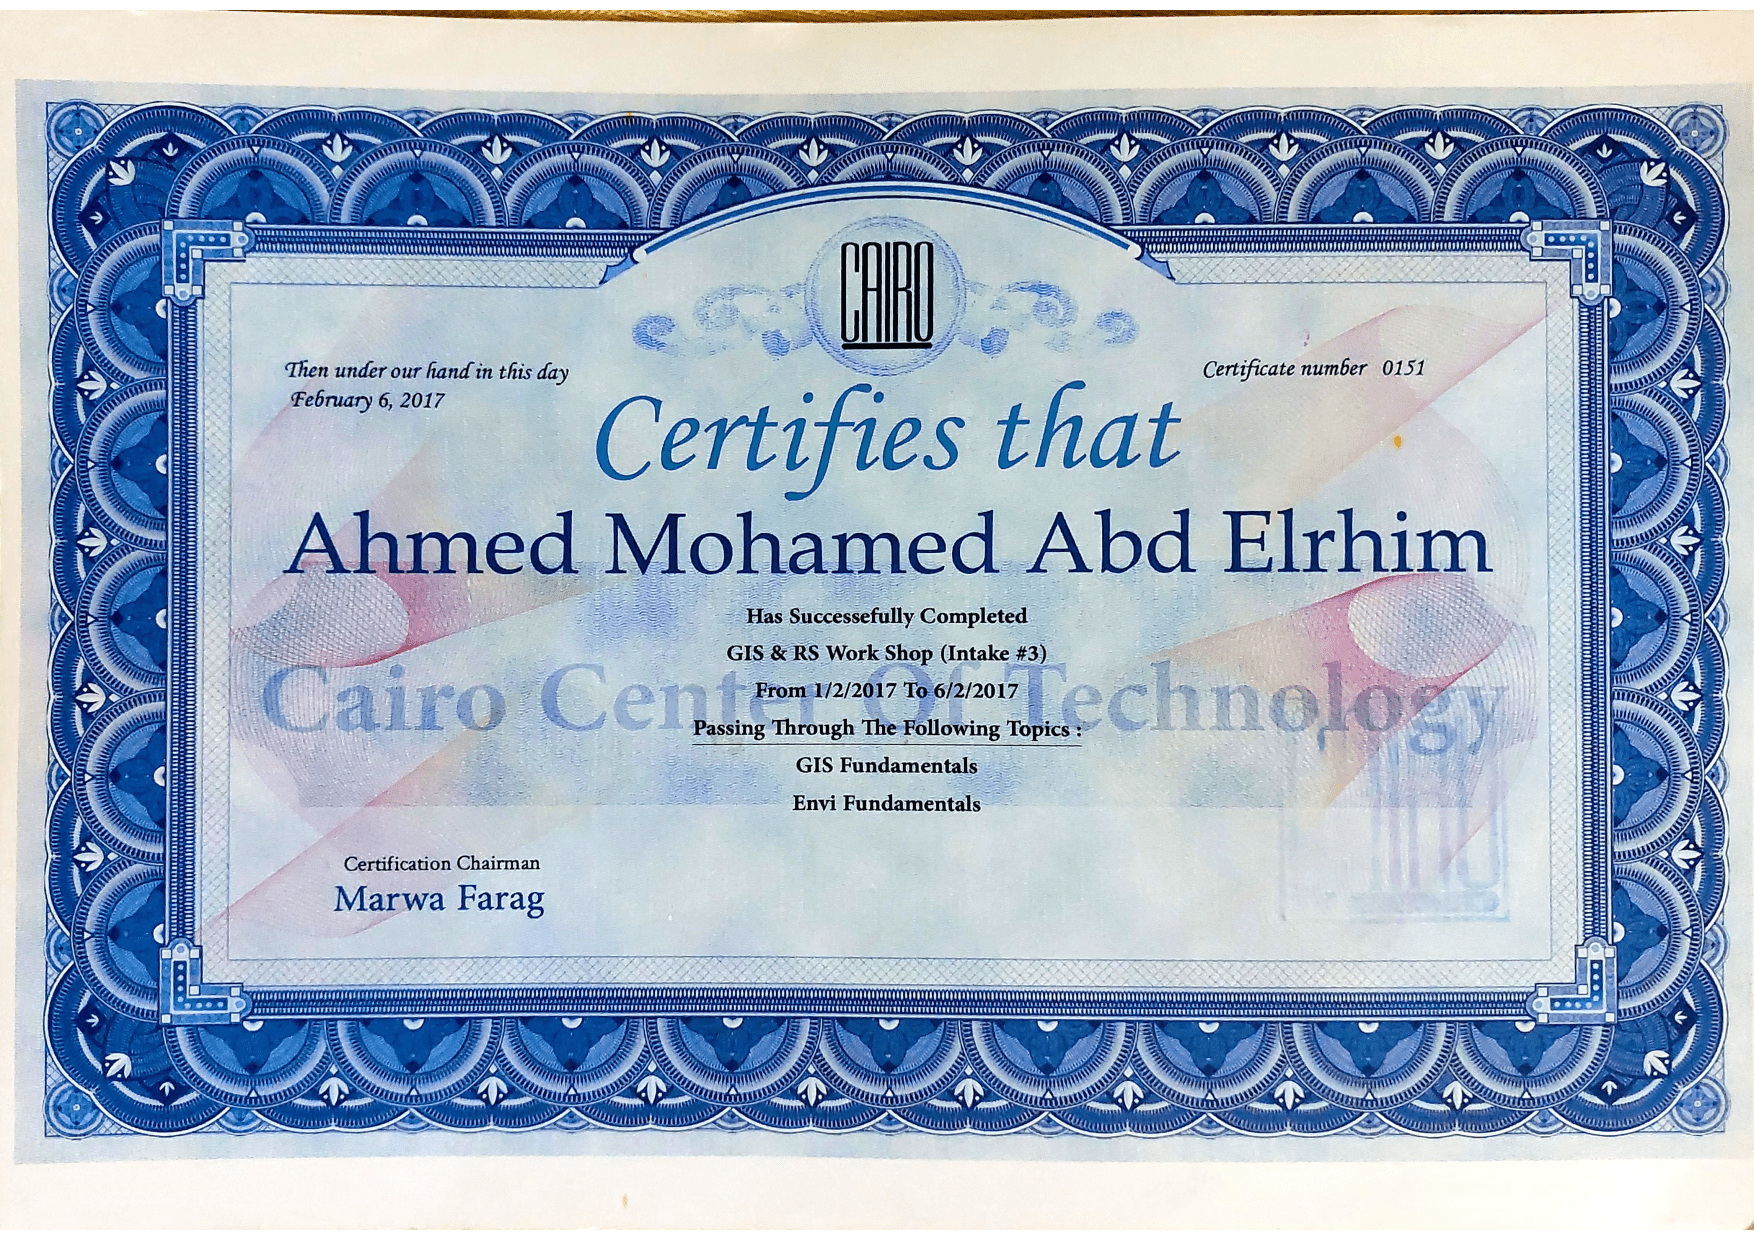 CAIRO
Then under our hand in this day
February 6, 2017
Certificate number 0151
Certifies that
Ahmed Mohamed Abd Elrhim
Has Successefully Completed
GIS & RS Work Shop (Intake #3)
Cairo Center Of Technology
From 1/2/2017 To 6/2/2017
Passing Through The Following Topics :
GIS Fundamentals
Envi Fundamentals
Certification Chairman
Marwa Farag